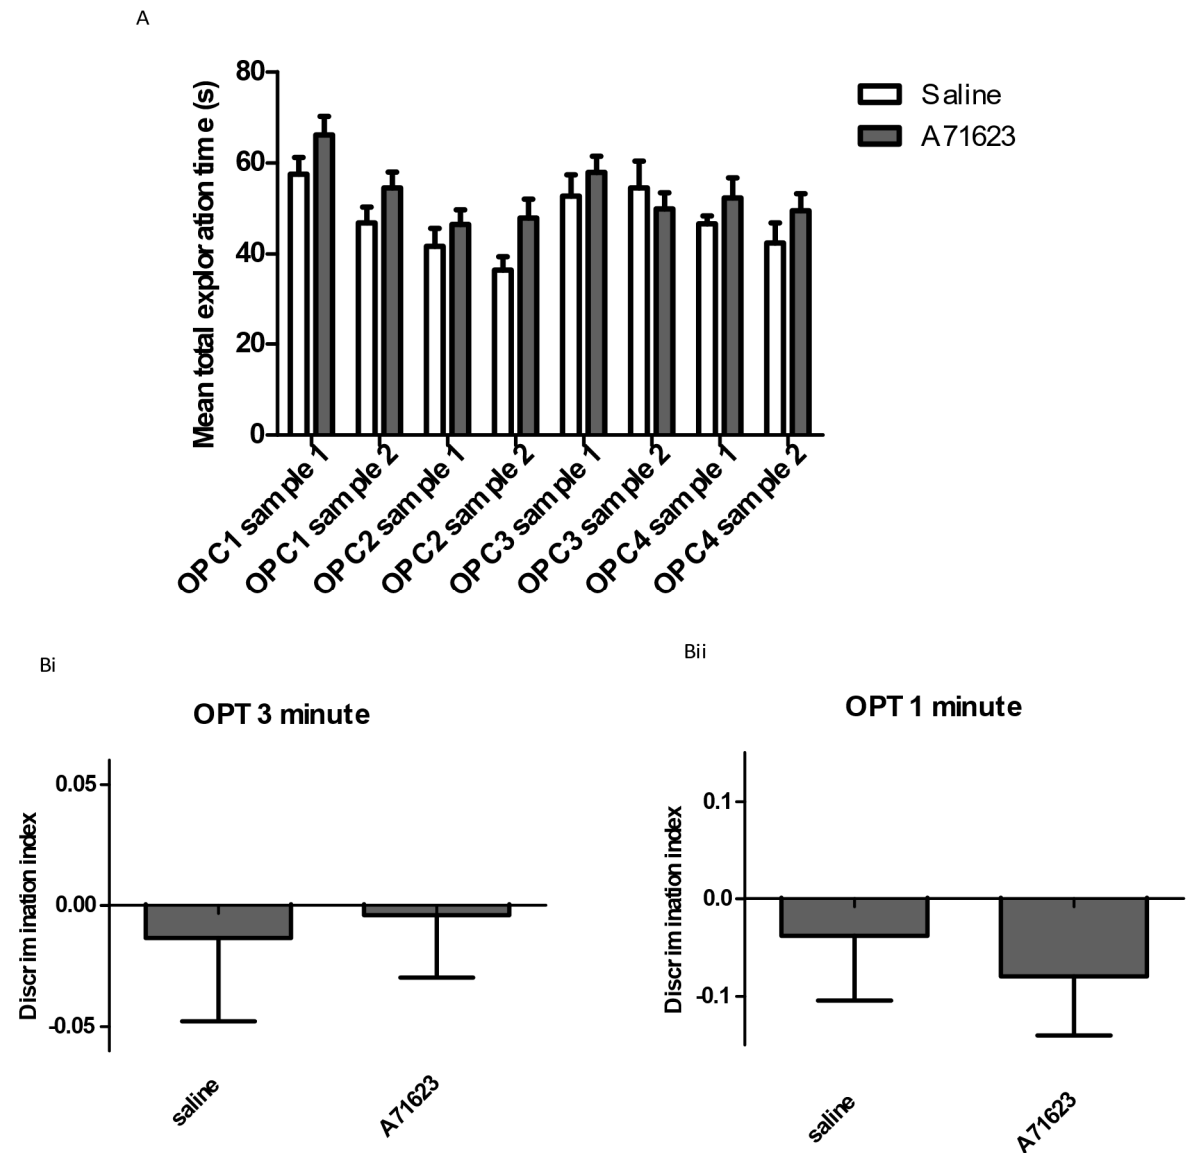 A
Mean total exploration time (s)
80
60
40
20
0
Saline
A71623
OPC1 sample 1
OPC1 sample 2
OPC2 sample 1
OPC2 sample 2
OPC3 sample 1
OPC3 sample 2
OPC4 sample 1
OPC4 sample 2
Bi
OPT 3 minute
Discrimination index
0.05
0.00
-0.05
saline
A71623
Bii
OPT 1 minute
Discrimination index
0.1
0.0
-0.1
saline
A71623